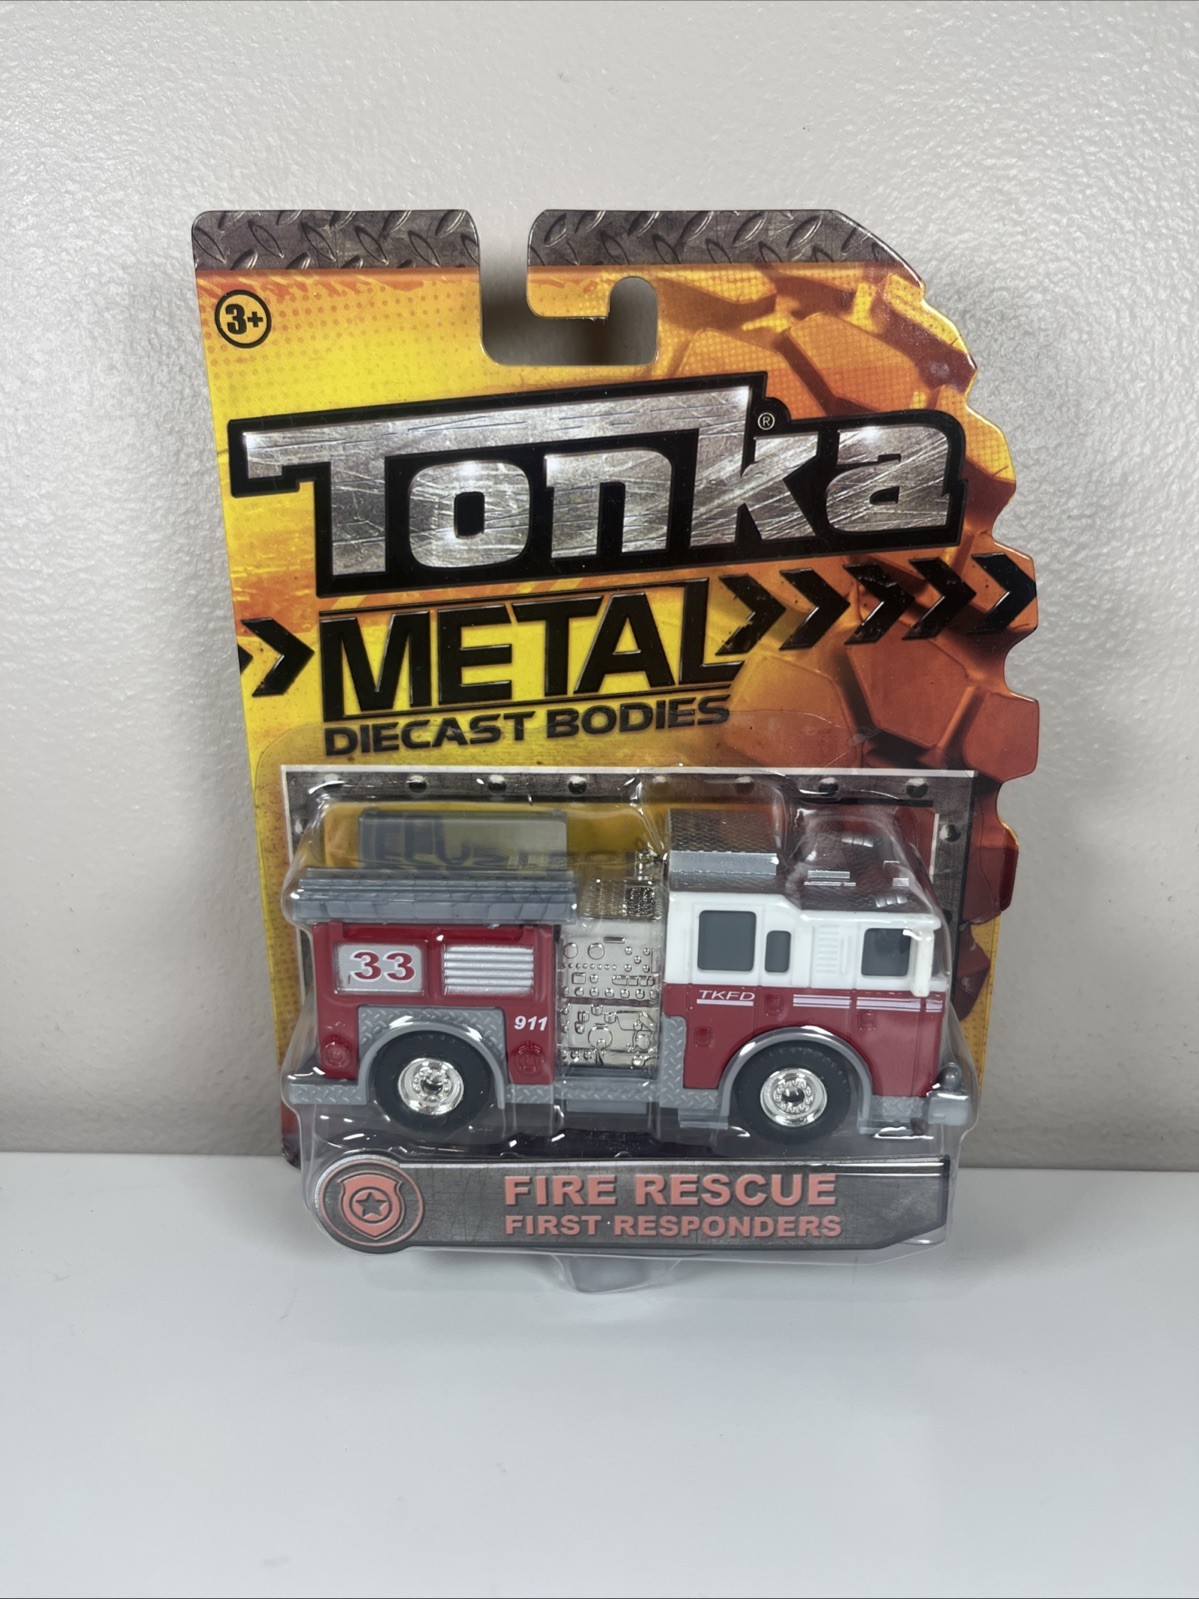 3+
Tonka®
METAL
DIECAST BODIES
33
911
TKFD
FIRE RESCUE
FIRST RESPONDERS